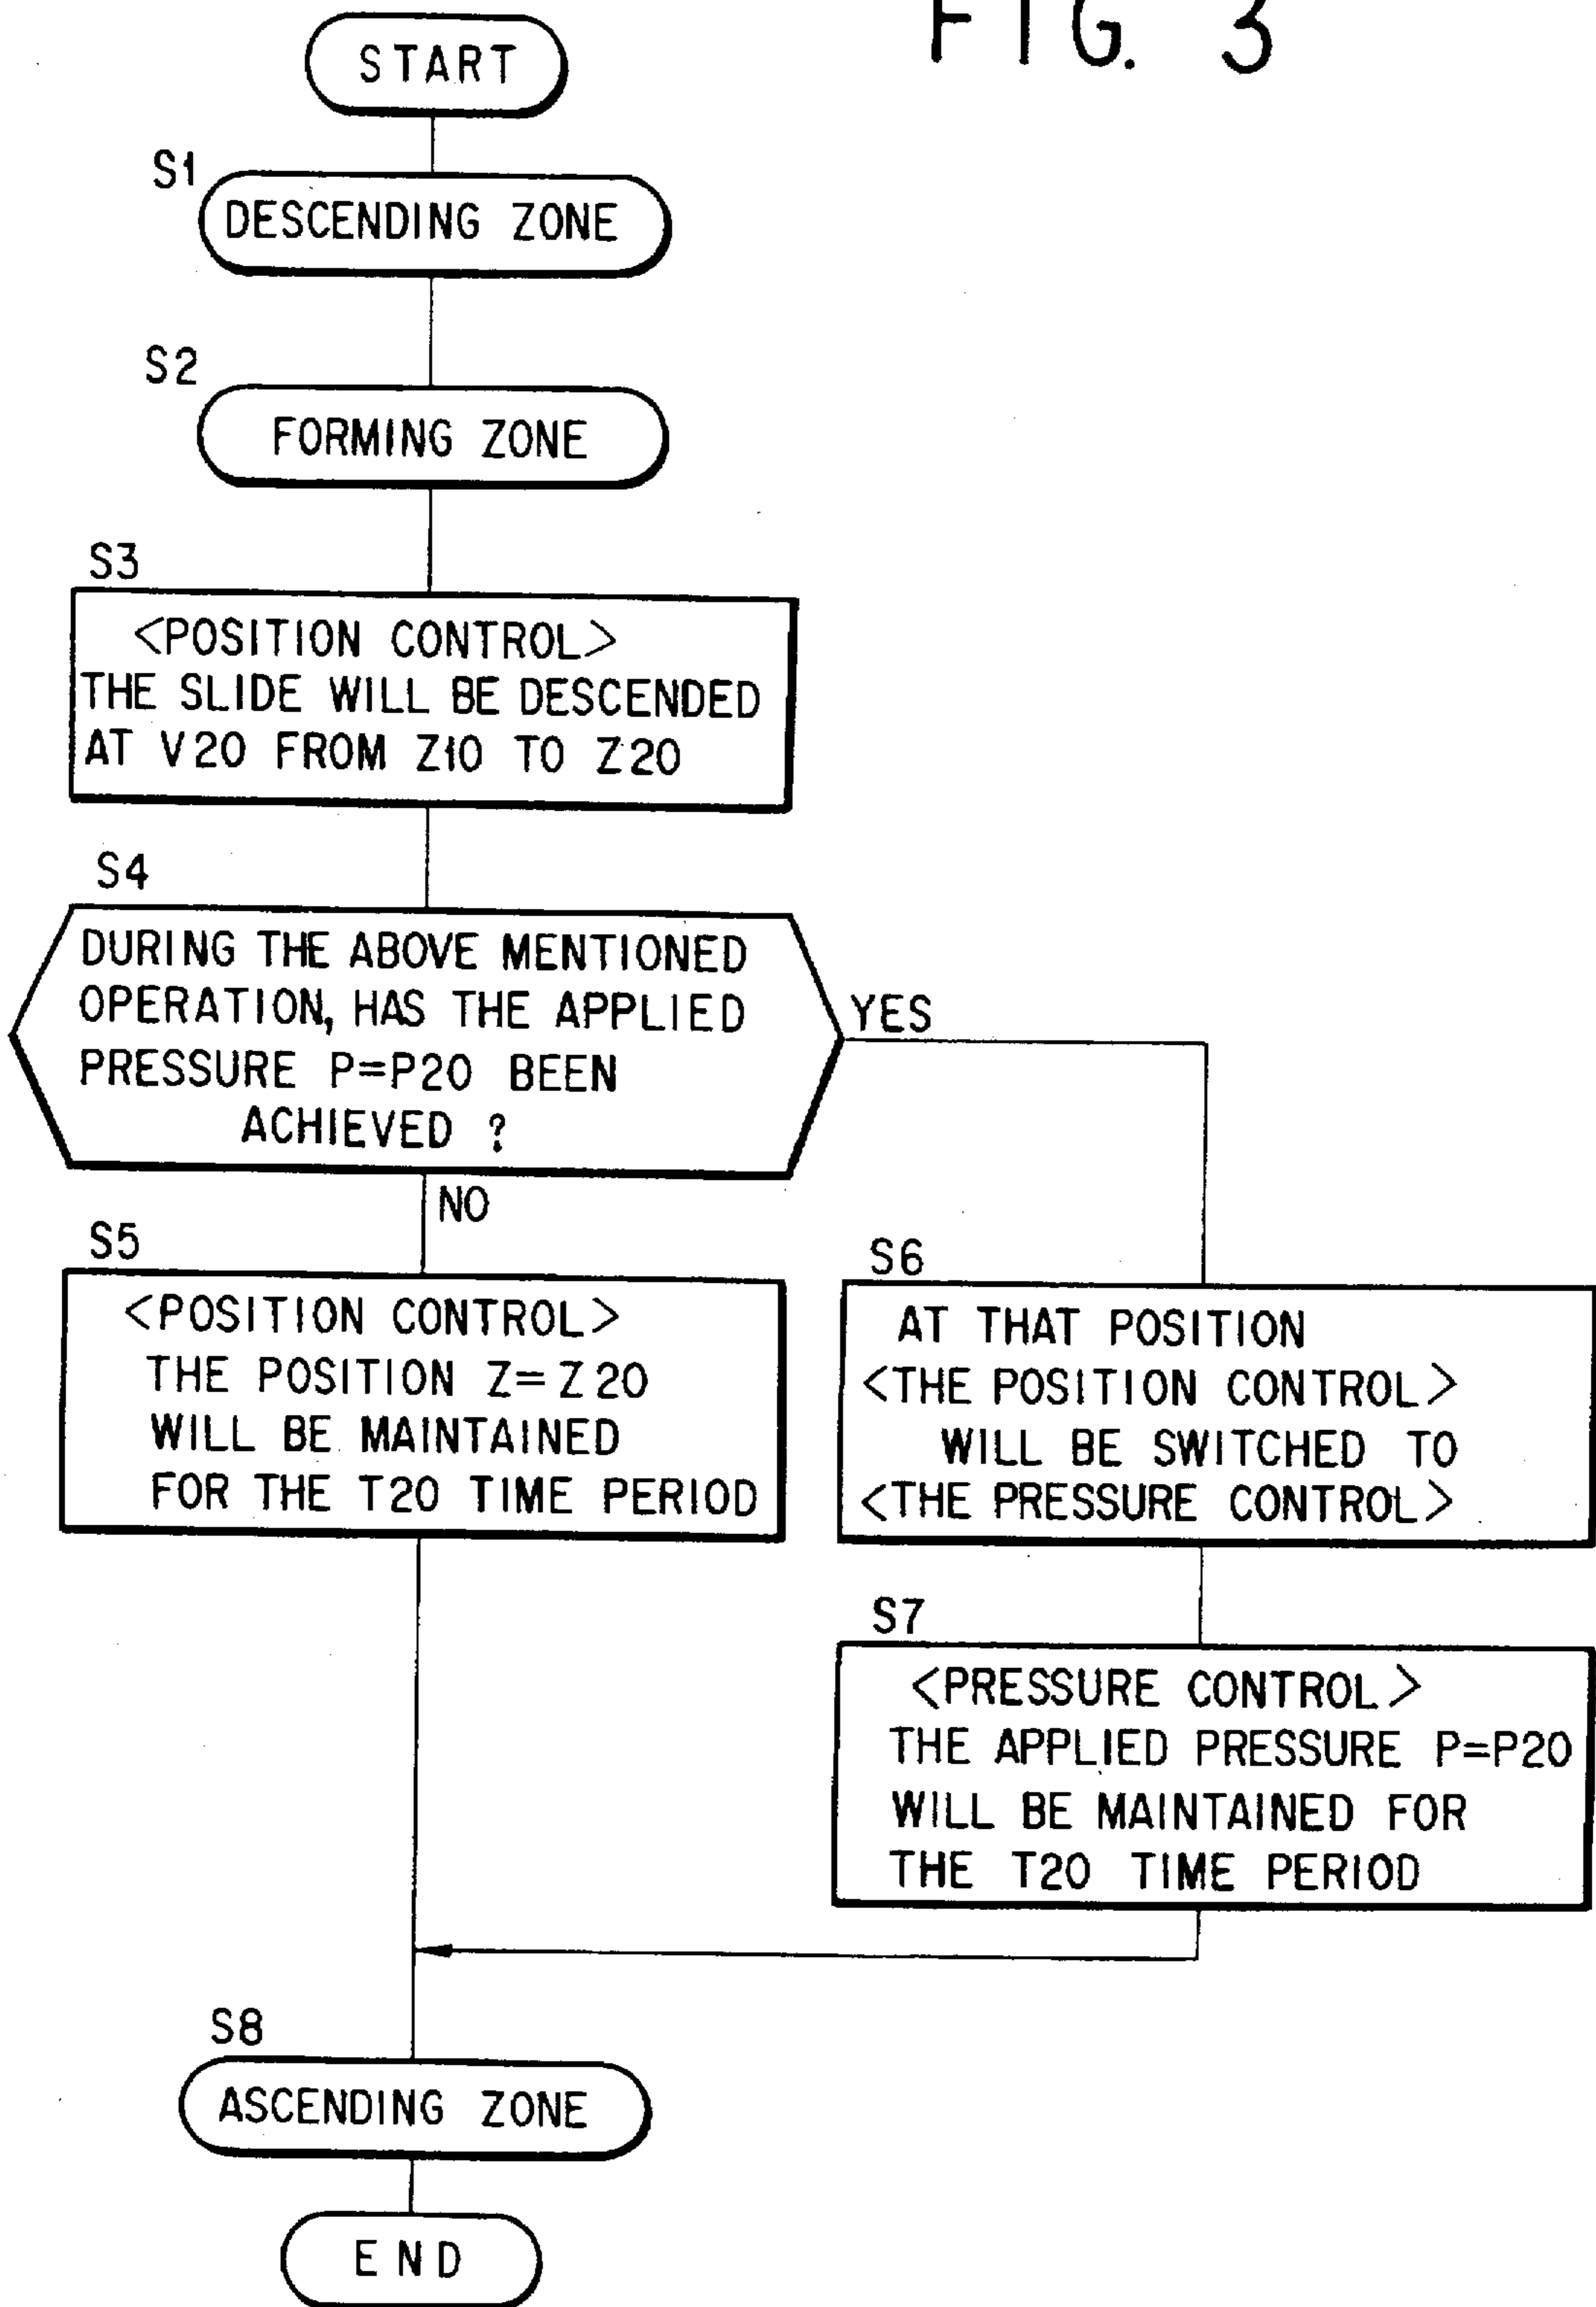 FIG. 3
START
S1
DESCENDING ZONE
S2
FORMING ZONE
S3
<POSITION CONTROL>
THE SLIDE WILL BE DESCENDED
AT V20 FROM Z10 TO Z20
S4
DURING THE ABOVE MENTIONED
OPERATION, HAS THE APPLIED
PRESSURE P=P20 BEEN
ACHIEVED ?
YES
NO
S5
<POSITION CONTROL>
THE POSITION Z=Z20
WILL BE MAINTAINED
FOR THE T20 TIME PERIOD
S6
AT THAT POSITION
<THE POSITION CONTROL>
WILL BE SWITCHED TO
<THE PRESSURE CONTROL>
S7
<PRESSURE CONTROL>
THE APPLIED PRESSURE P=P20
WILL BE MAINTAINED FOR
THE T20 TIME PERIOD
S8
ASCENDING ZONE
END